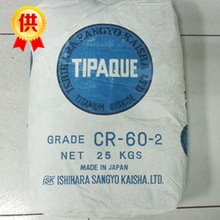 供
ISHIHARA SANGYO KAISHA, LTD
TIPAQUE
TITANIUM DIOXIDE
GRADE CR-60-2
NET 25 KGS
MADE IN JAPAN
ISK ISHIHARA SANGYO KAISHA, LTD.